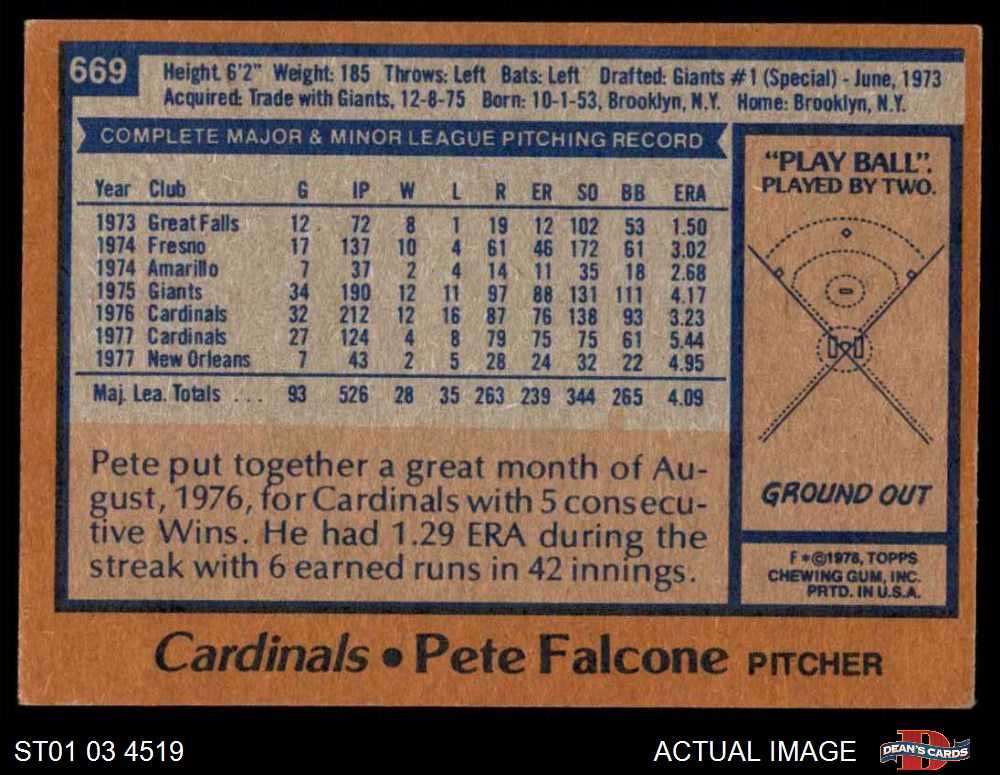 669
Height 6'2" Weight: 185 Throws: Left Bats: Left Drafted: Giants #1 (Special) - June, 1973
Acquired: Trade with Giants, 12-8-75 Born: 10-1-53, Brooklyn, N.Y. Home: Brooklyn, N.Y.
COMPLETE MAJOR & MINOR LEAGUE PITCHING RECORD
Year Club G IP W L R ER SO BB ERA
1973 Great Falls 12 72 8 1 19 12 102 53 1.50
1974 Fresno 17 137 10 4 61 46 172 61 3.02
1974 Amarillo 7 37 2 4 14 11 35 18 2.68
1975 Giants 34 190 12 11 97 88 131 111 4.17
1976 Cardinals 32 212 12 16 87 76 138 93 3.23
1977 Cardinals 27 124 4 8 79 75 75 61 5.44
1977 New Orleans 7 43 2 5 28 24 32 22 4.95
Maj. Lea. Totals ... 93 526 28 35 263 239 344 265 4.09
Pete put together a great month of Au-
gust, 1976, for Cardinals with 5 consecu-
tive Wins. He had 1.29 ERA during the
streak with 6 earned runs in 42 innings.
"PLAY BALL".
PLAYED BY TWO.
GROUND OUT
F*©1978, TOPPS
CHEWING GUM, INC.
PRTD. IN U.S.A.
Cardinals • Pete Falcone PITCHER
ST01 03 4519
ACTUAL IMAGE
DEAN'S CARDS